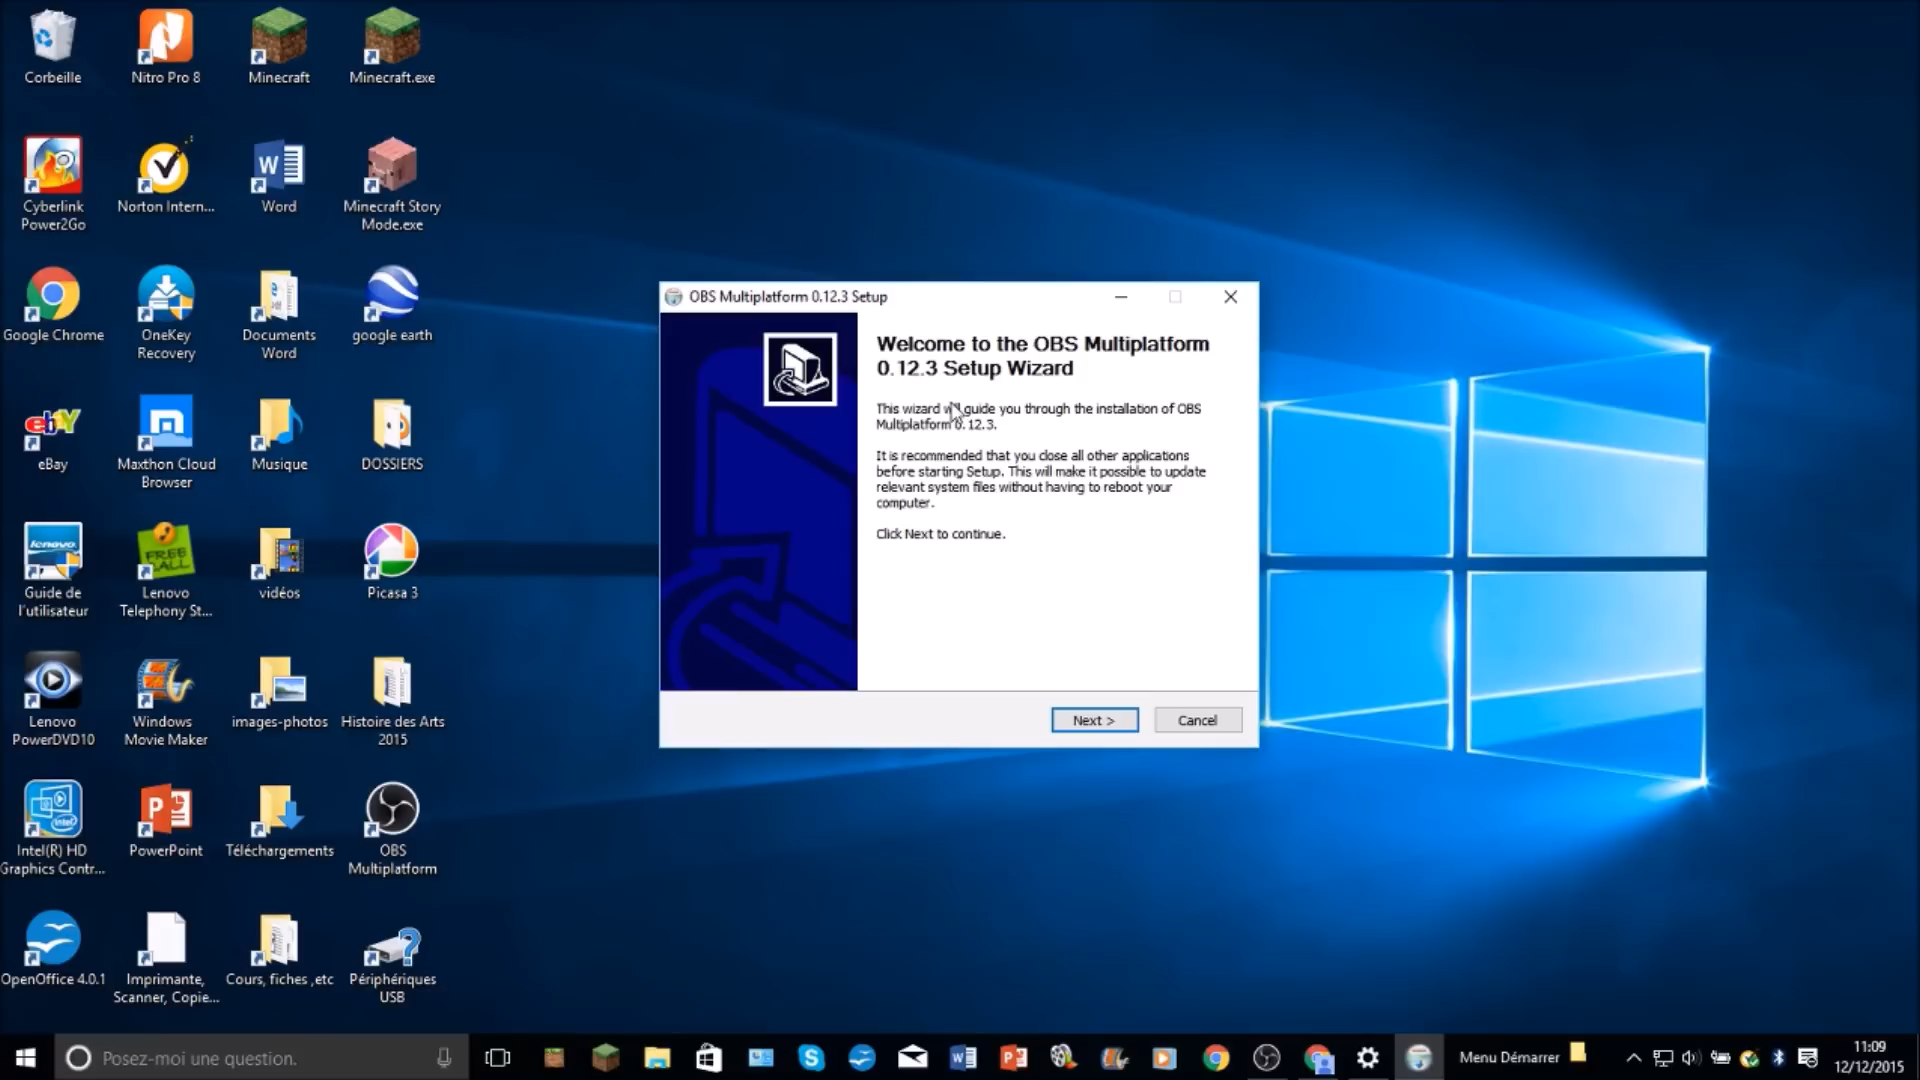 Corbeille
Nitro Pro 8
Minecraft
Minecraft.exe
Cyberlink
Power2Go
Norton Intern...
Word
Minecraft Story
Mode.exe
Google Chrome
OneKey
Recovery
Documents
Word
google earth
ebY
eBay
Maxthon Cloud
Browser
Musique
DOSSIERS
lenovo
Guide de
l'utilisateur
FREE
CALL
Lenovo
Telephony St...
vidéos
Picasa 3
Lenovo
PowerDVD10
Windows
Movie Maker
images-photos
Histoire des Arts
2015
Intel(R) HD
Graphics Contr...
PowerPoint
Téléchargements
OBS
Multiplatform
OpenOffice 4.0.1
Imprimante,
Scanner, Copie...
Cours, fiches ,etc
Périphériques
USB
OBS Multiplatform 0.12.3 Setup
Welcome to the OBS Multiplatform
0.12.3 Setup Wizard
This wizard will guide you through the installation of OBS
Multiplatform 0.12.3.
It is recommended that you close all other applications
before starting Setup. This will make it possible to update
relevant system files without having to reboot your
computer.
Click Next to continue.
Next >
Cancel
Posez-moi une question.
Menu Démarrer
11:09
12/12/2015